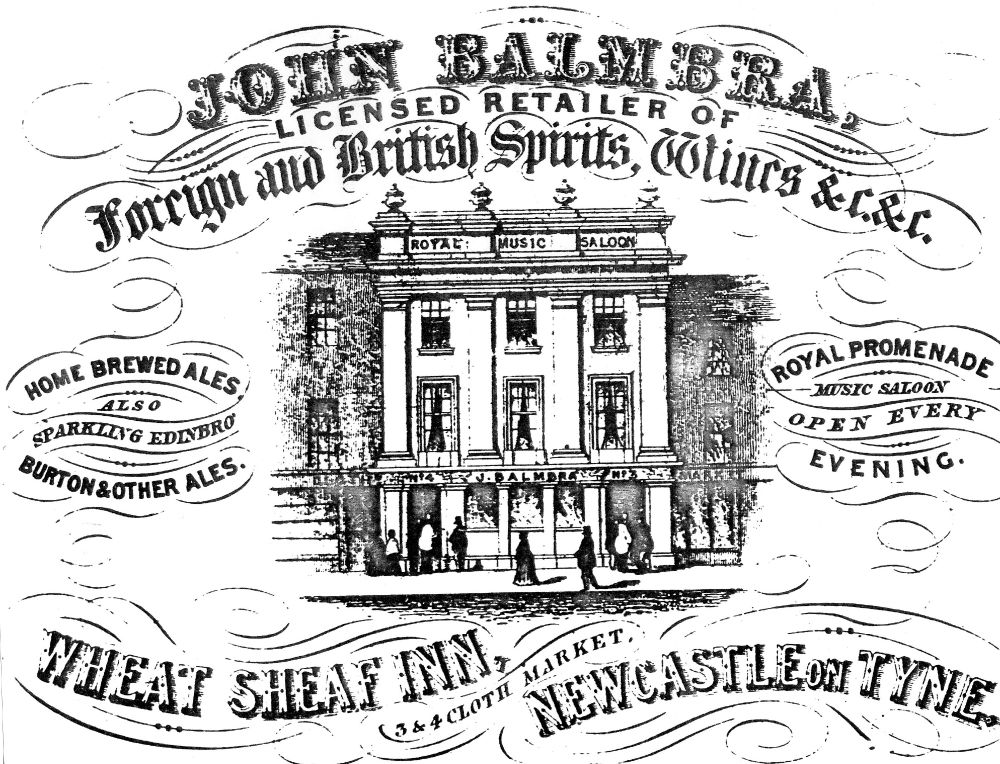 JOHN BALMBRA,
LICENSED RETAILER OF
Foreign and British Spirits, Wines &c. &c.
ROYAL MUSIC SALOON
HOME BREWED ALES
ALSO
SPARKLING EDINBRO'
BURTON & OTHER ALES.
ROYAL PROMENADE
MUSIC SALOON
OPEN EVERY
EVENING.
No 4 J. BALMBRA No 3
WHEAT SHEAF INN,
3 & 4 CLOTH MARKET.
NEWCASTLE ON TYNE.